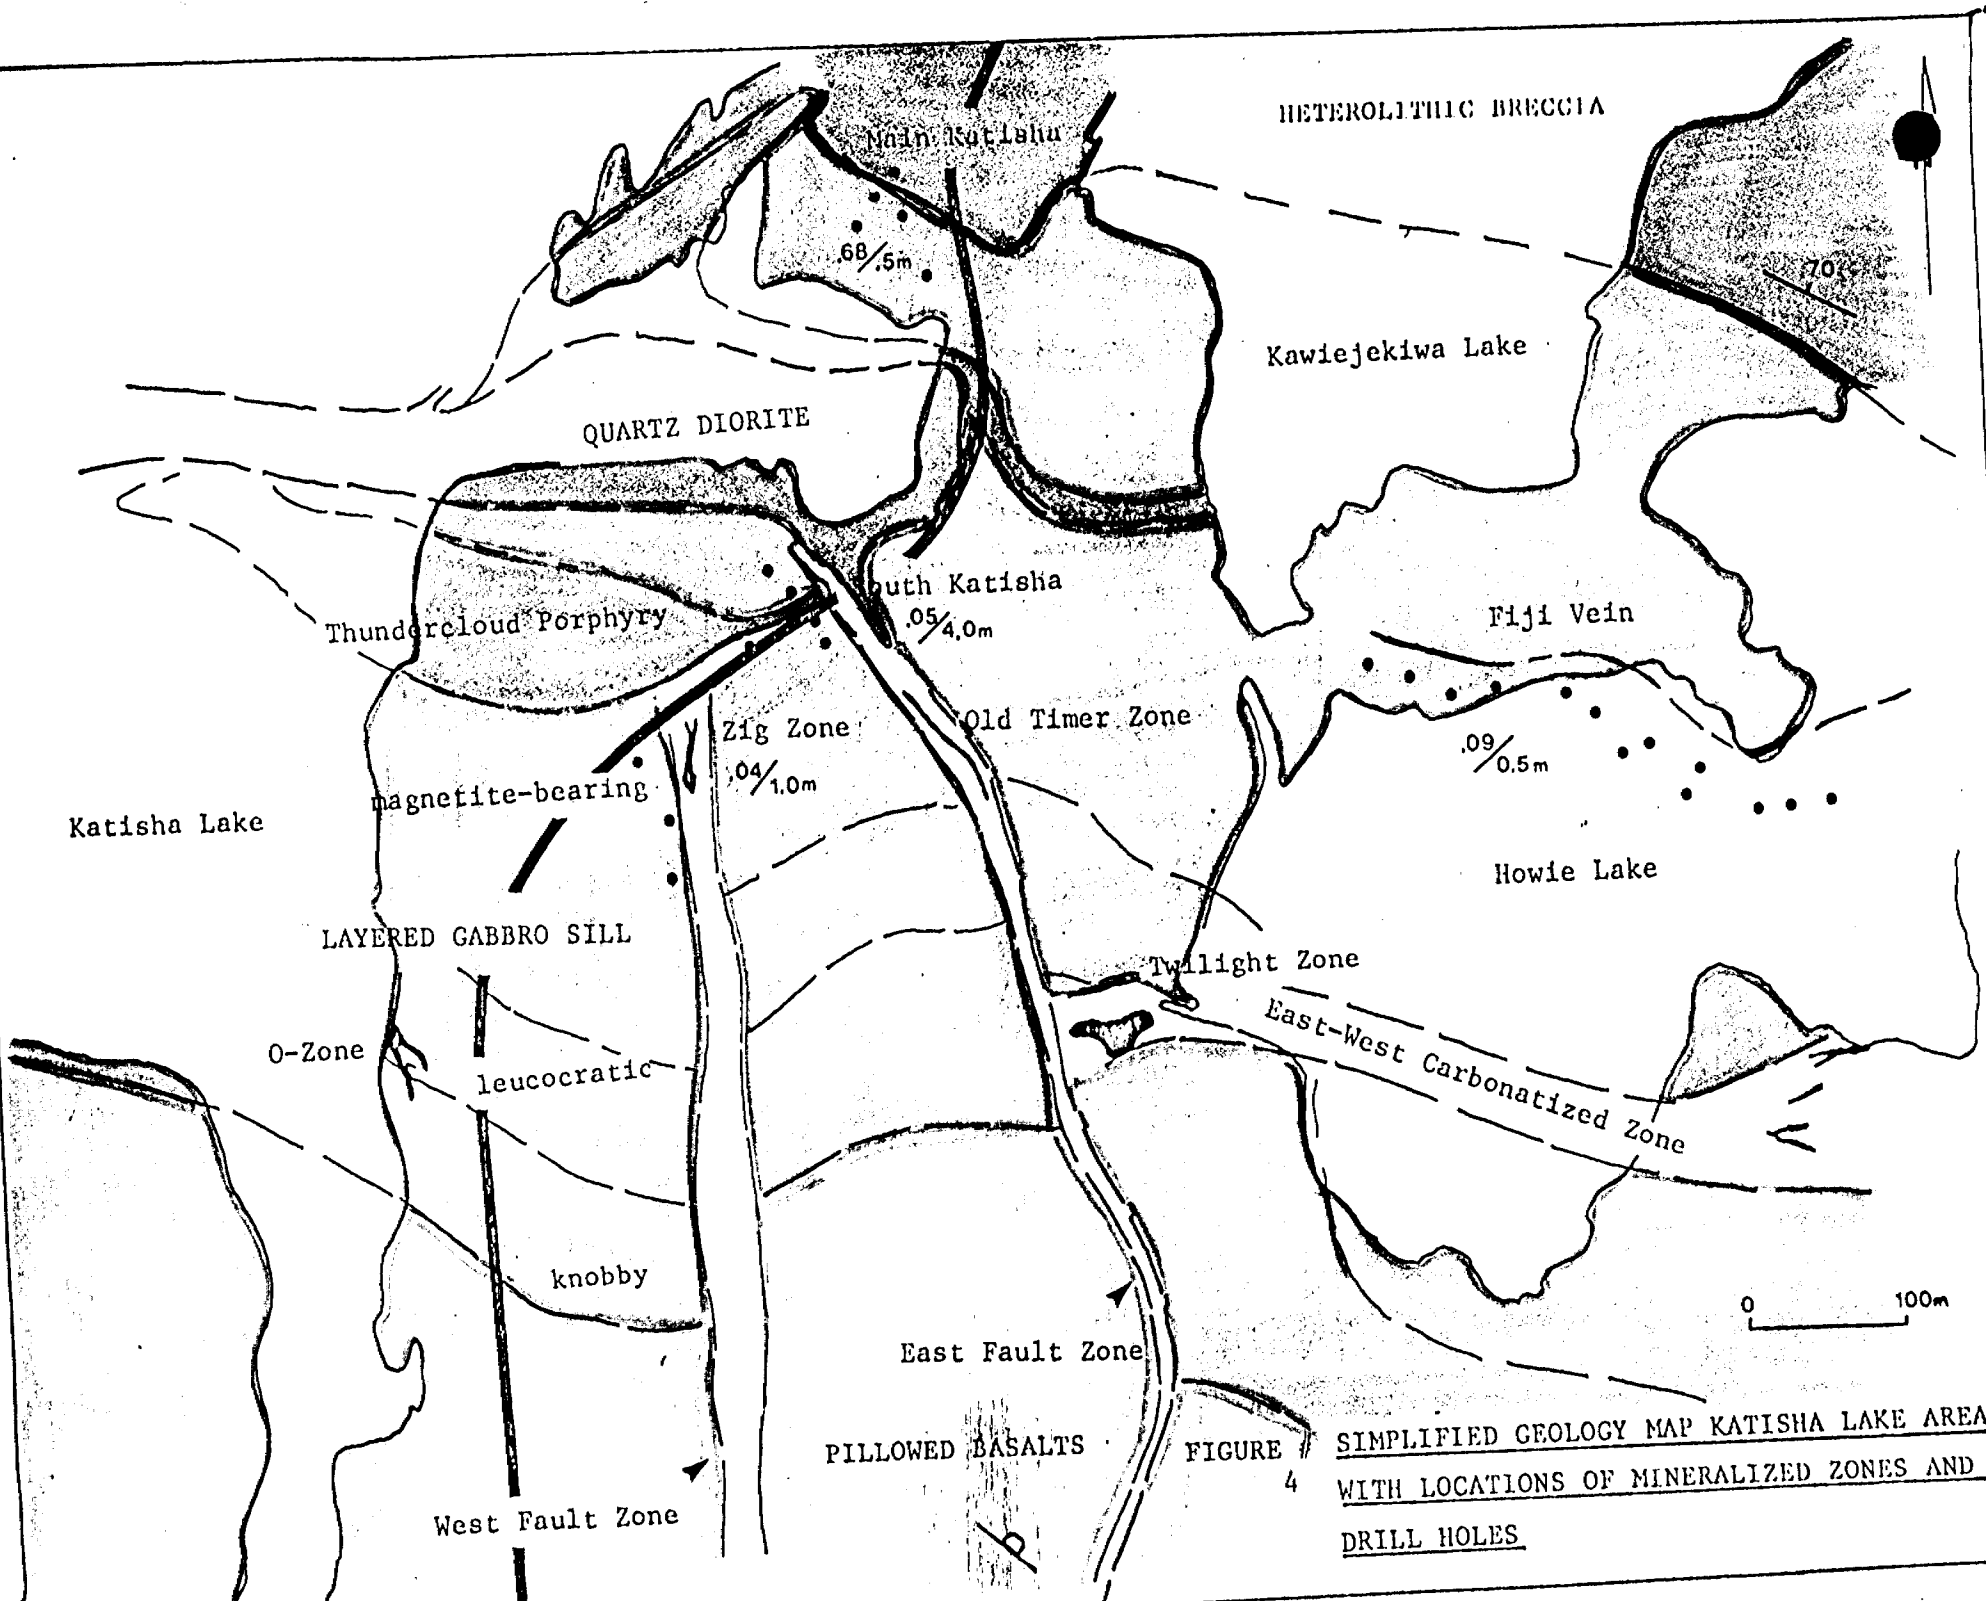 HETEROLITHIC BRECCIA
Main Katisha
.68/.5m
70
Kawiejekiwa Lake
QUARTZ DIORITE
South Katisha
.05/4.0m
Thundercloud Porphyry
Fiji Vein
Zig Zone
.04/1.0m
Old Timer Zone
.09/0.5m
magnetite-bearing
Katisha Lake
Howie Lake
LAYERED GABBRO SILL
Twilight Zone
East-West Carbonatized Zone
O-Zone
leucocratic
knobby
0 100m
East Fault Zone
PILLOWED BASALTS
West Fault Zone
FIGURE 4
SIMPLIFIED GEOLOGY MAP KATISHA LAKE AREA
WITH LOCATIONS OF MINERALIZED ZONES AND
DRILL HOLES